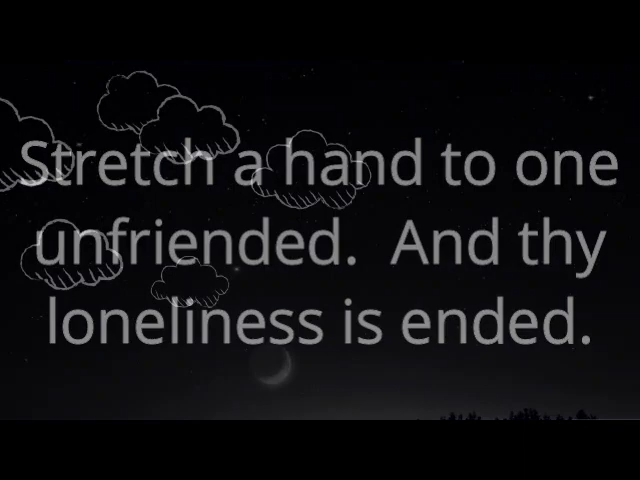 Stretch a hand to one
unfriended.  And thy
loneliness is ended.